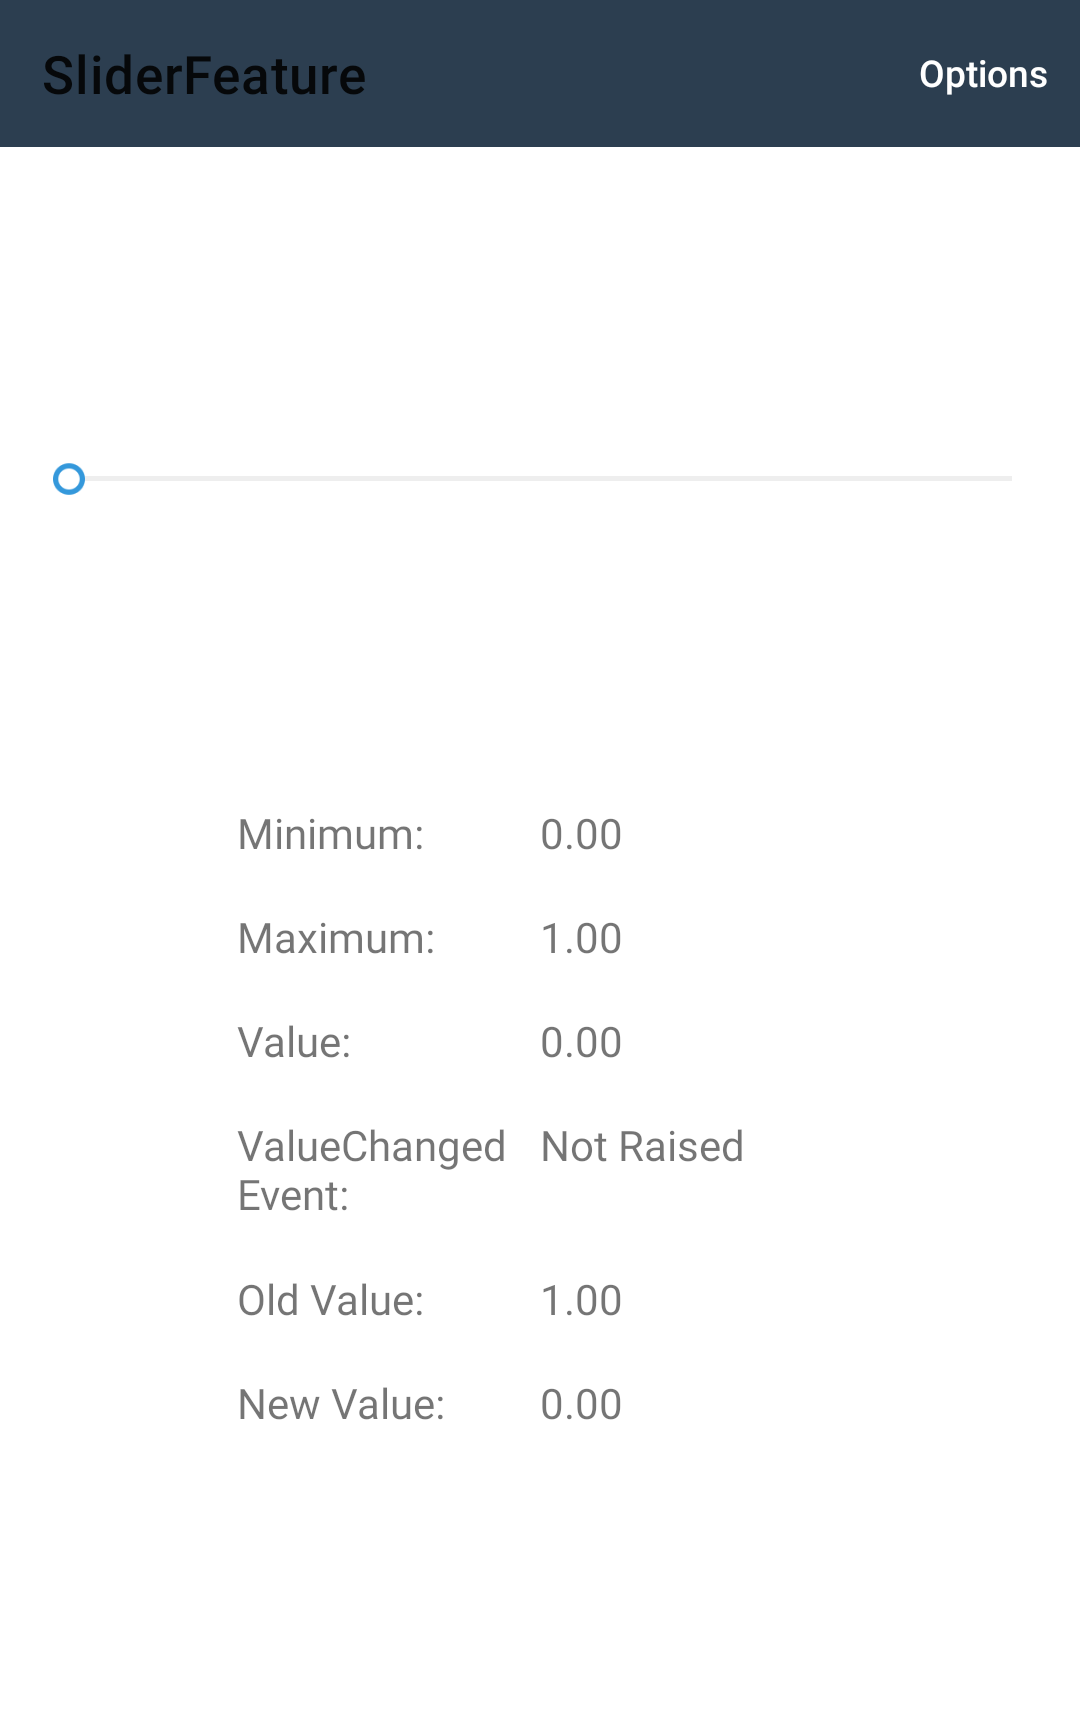 SliderFeature Options
Minimum: 0.00
Maximum: 1.00
Value: 0.00
ValueChanged Not Raised
Event:
Old Value: 1.00
New Value: 0.00